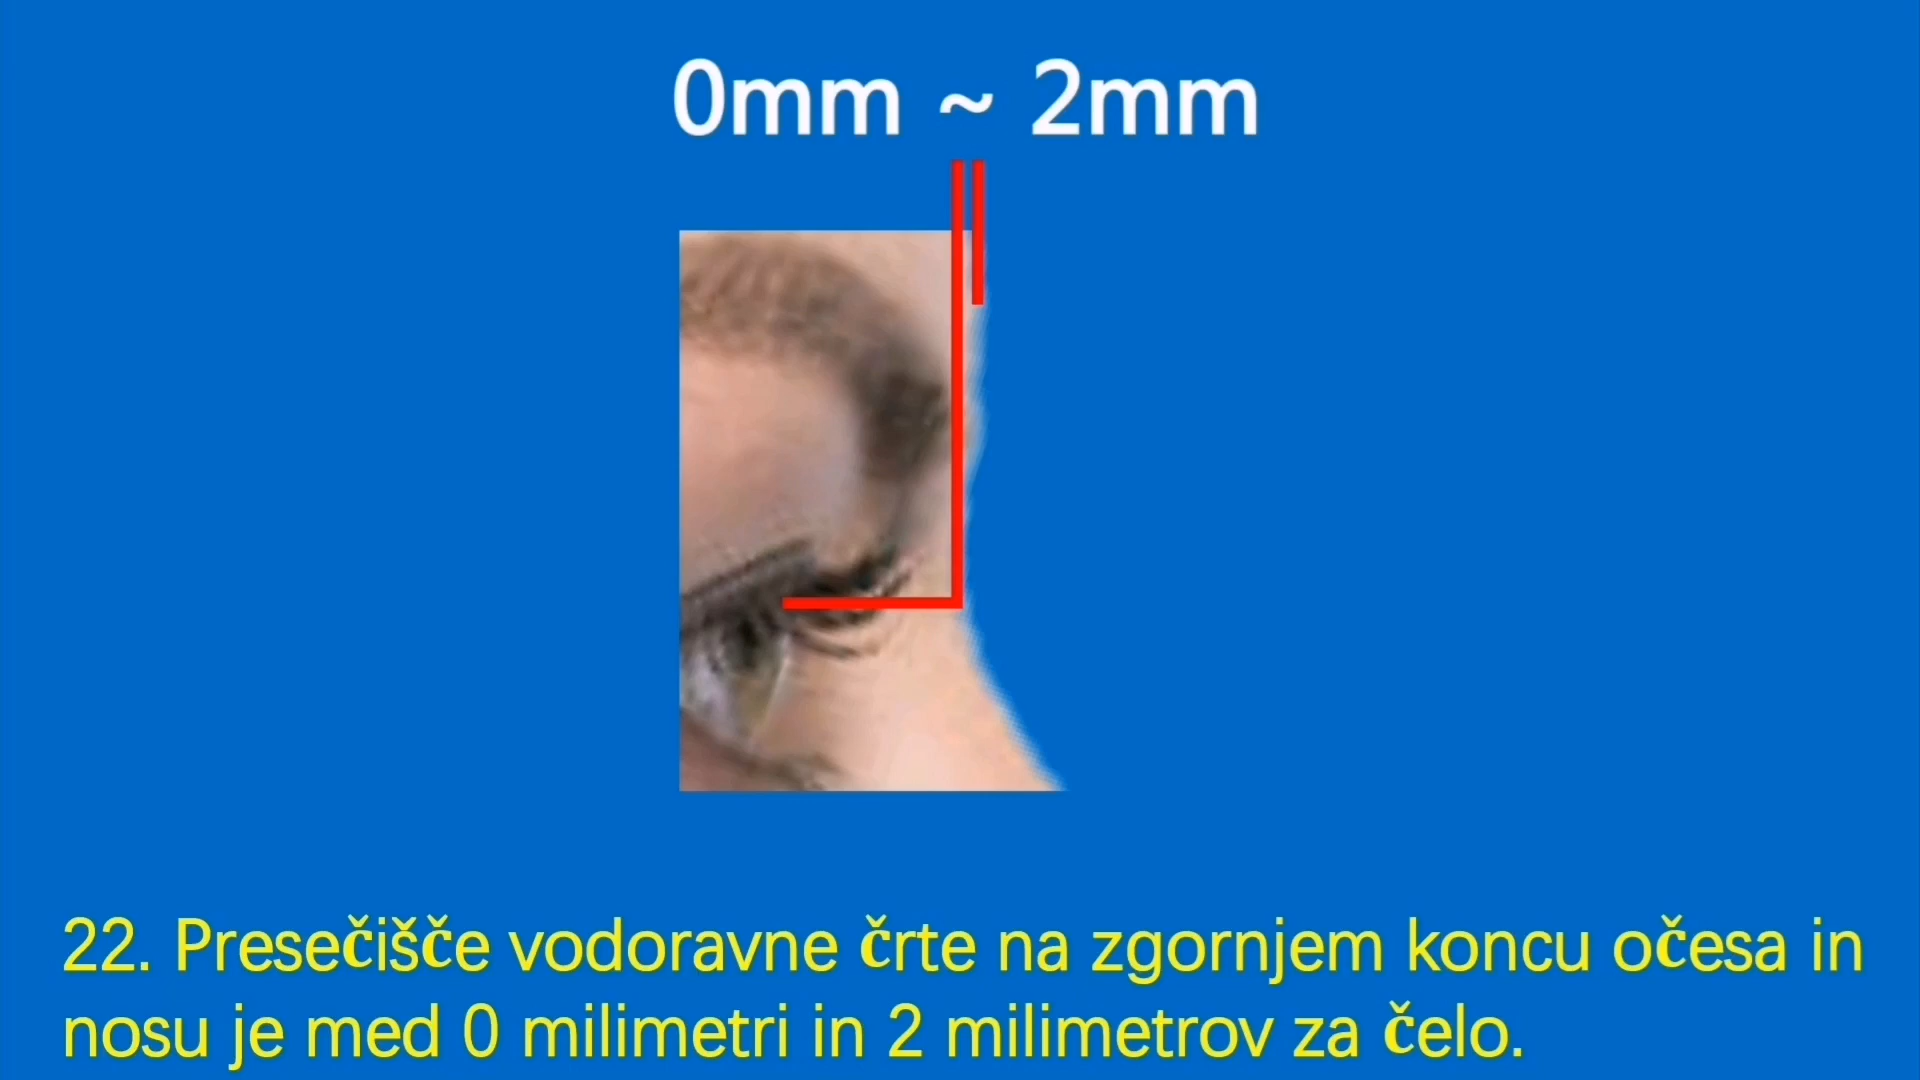 0mm ~ 2mm
22. Presečišče vodoravne črte na zgornjem koncu očesa in
nosu je med 0 milimetri in 2 milimetrov za čelo.